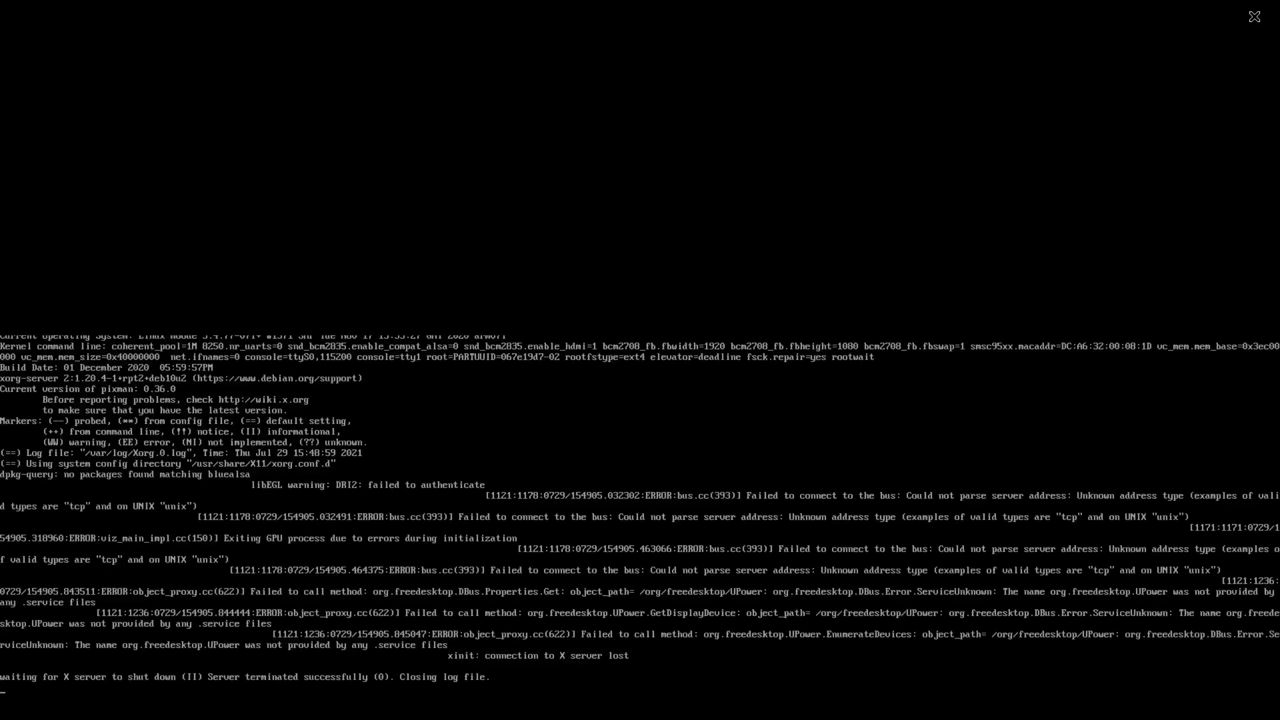 Current Operating System: Linux
Kernel command line: coherent_pool=1M 8250.nr_uarts=0 snd_bcm2835.enable_compat_alsa=0 snd_bcm2835.enable_hdmi=1 bcm2708_fb.fbwidth=1920 bcm2708_fb.fbheight=1080 bcm2708_fb.fbswap=1 smsc95xx.macaddr=DC:A6:32:00:08:1D vc_mem.mem_base=0x3ec00
000 vc_mem.mem_size=0x40000000  net.ifnames=0 console=ttyS0,115200 console=tty1 root=PARTUUID=067e19d7-02 rootfstype=ext4 elevator=deadline fsck.repair=yes rootwait
Build Date: 01 December 2020  05:59:57PM
xorg-server 2:1.20.4-1+rpt2+deb10u2 (https://www.debian.org/support)
Current version of pixman: 0.36.0
Before reporting problems, check http://wiki.x.org
to make sure that you have the latest version.
Markers: (--) probed, (**) from config file, (==) default setting,
(++) from command line, (!!) notice, (II) informational,
(WW) warning, (EE) error, (NI) not implemented, (??) unknown.
(==) Log file: "/var/log/Xorg.0.log", Time: Thu Jul 29 15:48:59 2021
(==) Using system config directory "/usr/share/X11/xorg.conf.d"
dpkg-query: no packages found matching bluealsa
libEGL warning: DRI2: failed to authenticate
[1121:1178:0729/154905.032302:ERROR:bus.cc(393)] Failed to connect to the bus: Could not parse server address: Unknown address type (examples of vali
d types are "tcp" and on UNIX "unix")
[1121:1178:0729/154905.032491:ERROR:bus.cc(393)] Failed to connect to the bus: Could not parse server address: Unknown address type (examples of valid types are "tcp" and on UNIX "unix")
[1171:1171:0729/1
54905.318960:ERROR:viz_main_impl.cc(150)] Exiting GPU process due to errors during initialization
[1121:1178:0729/154905.463066:ERROR:bus.cc(393)] Failed to connect to the bus: Could not parse server address: Unknown address type (examples o
f valid types are "tcp" and on UNIX "unix")
[1121:1178:0729/154905.464375:ERROR:bus.cc(393)] Failed to connect to the bus: Could not parse server address: Unknown address type (examples of valid types are "tcp" and on UNIX "unix")
[1121:1236:
0729/154905.843511:ERROR:object_proxy.cc(622)] Failed to call method: org.freedesktop.DBus.Properties.Get: object_path= /org/freedesktop/UPower: org.freedesktop.DBus.Error.ServiceUnknown: The name org.freedesktop.UPower was not provided by
any .service files
[1121:1236:0729/154905.844444:ERROR:object_proxy.cc(622)] Failed to call method: org.freedesktop.UPower.GetDisplayDevice: object_path= /org/freedesktop/UPower: org.freedesktop.DBus.Error.ServiceUnknown: The name org.freede
sktop.UPower was not provided by any .service files
[1121:1236:0729/154905.845047:ERROR:object_proxy.cc(622)] Failed to call method: org.freedesktop.UPower.EnumerateDevices: object_path= /org/freedesktop/UPower: org.freedesktop.DBus.Error.Se
rviceUnknown: The name org.freedesktop.UPower was not provided by any .service files
xinit: connection to X server lost
waiting for X server to shut down (II) Server terminated successfully (0). Closing log file.